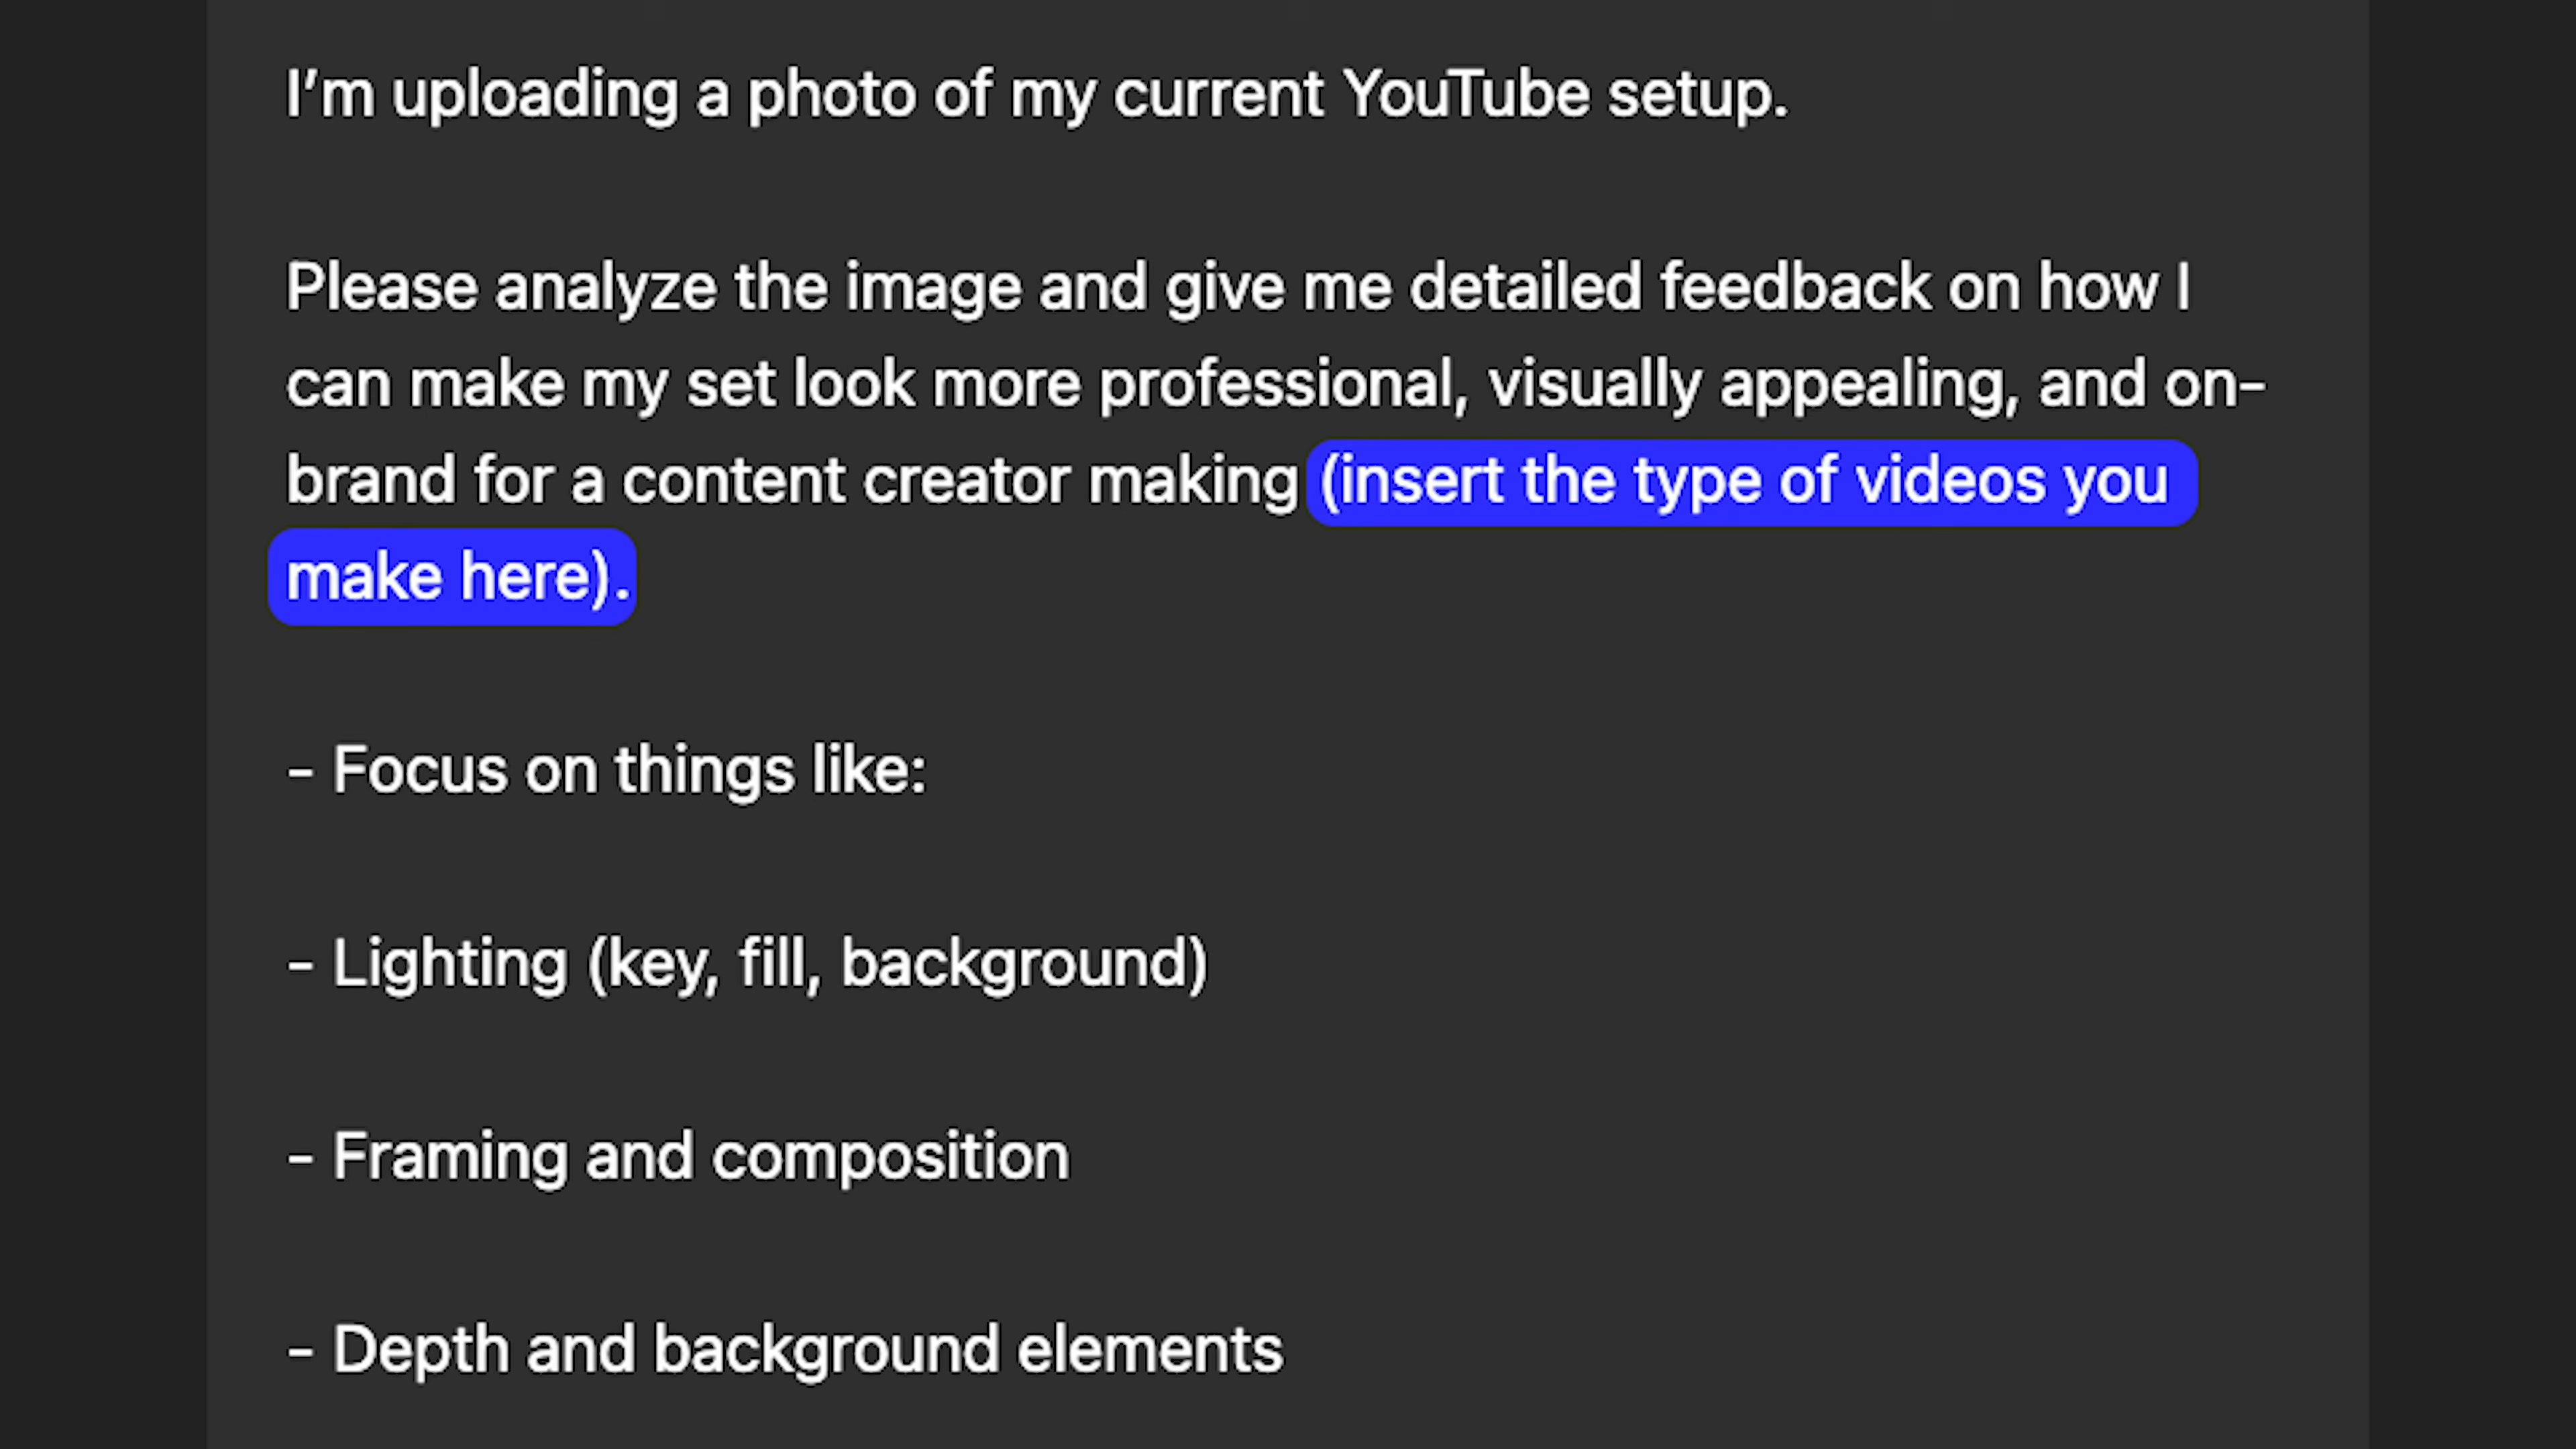 I’m uploading a photo of my current YouTube setup.
Please analyze the image and give me detailed feedback on how I
can make my set look more professional, visually appealing, and on-
brand for a content creator making (insert the type of videos you
make here).
- Focus on things like:
- Lighting (key, fill, background)
- Framing and composition
- Depth and background elements